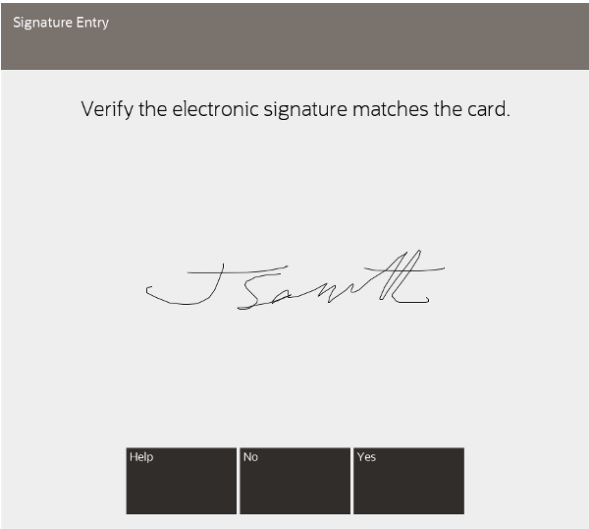 Signature Entry
Verify the electronic signature matches the card.
Help No Yes